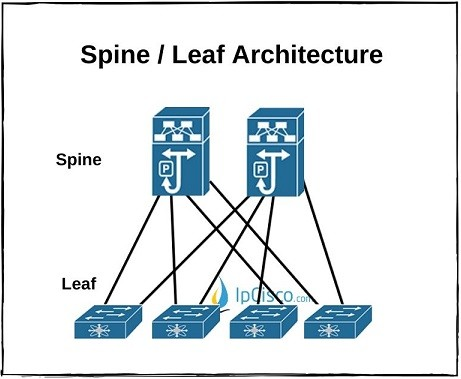 Spine / Leaf Architecture
Spine
P
P
Leaf
IpCisco.com